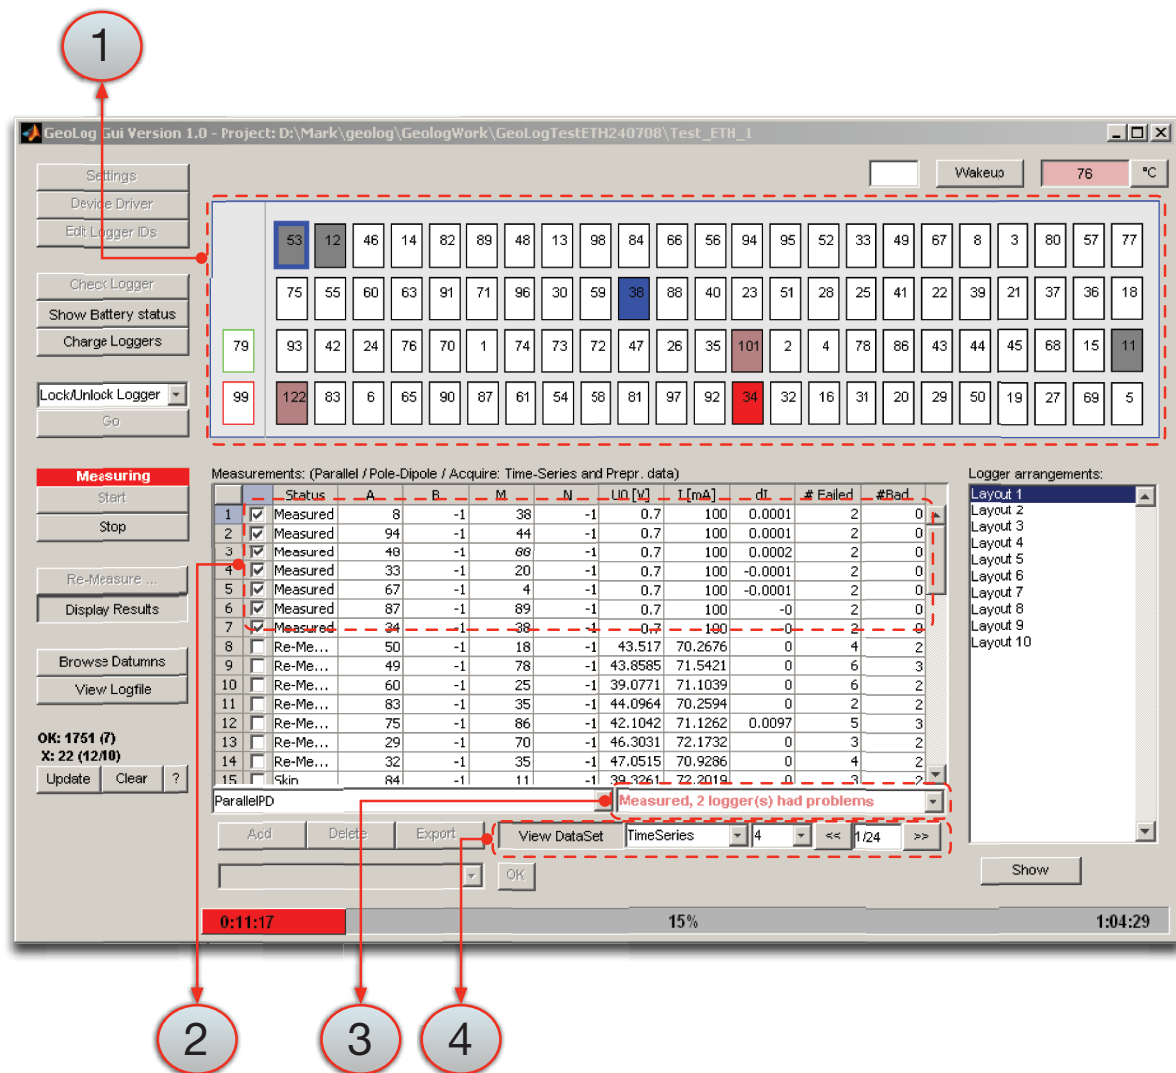 1
GeoLog Gui Version 1.0 - Project: D:\Mark\geolog\GeologWork\GeoLogTestETH240708\Test_ETH_1
Settings
Wakeup 76 °C
Device Driver
Edit Logger IDs
53 12 46 14 82 89 48 13 98 84 66 56 94 95 52 33 49 67 8 3 80 57 77
Check Logger
75 55 60 63 91 71 96 30 59 38 88 40 23 51 28 25 41 22 39 21 37 36 18
Show Battery status
Charge Loggers
79 93 42 24 76 70 1 74 73 72 47 26 35 101 2 4 78 86 43 44 45 68 15 11
Lock/Unlock Logger
99 122 83 6 65 90 87 61 54 58 81 97 92 34 32 16 31 20 29 50 19 27 69 5
Go
Measuring
Start
Stop
Re-Measure ...
Display Results
Browse Datumns
View Logfile
OK: 1751 (7)
X: 22 (12/10)
Update Clear ?
Measurements: (Parallel / Pole-Dipole / Acquire: Time-Series and Prepr. data)
Status A B M N U0 [V] I [mA] dI # Failed #Bad
1 Measured 8 -1 38 -1 0.7 100 0.0001 2 0
2 Measured 94 -1 44 -1 0.7 100 0.0001 2 0
3 Measured 48 -1 -1 0.7 100 0.0002 2 0
4 Measured 33 -1 20 -1 0.7 100 -0.0001 2 0
5 Measured 67 -1 4 -1 0.7 100 -0.0001 2 0
6 Measured 87 -1 89 -1 0.7 100 -0 2 0
7 Measured 34 -1 38 -1 0.7 100 -0 2 0
8 Re-Me... 50 -1 18 -1 43.517 70.2676 0 4 2
9 Re-Me... 49 -1 78 -1 43.8585 71.5421 0 6 3
10 Re-Me... 60 -1 25 -1 39.0771 71.1039 0 6 2
11 Re-Me... 83 -1 35 -1 44.0964 70.2594 0 2 2
12 Re-Me... 75 -1 86 -1 42.1042 71.1262 0.0097 5 3
13 Re-Me... 29 -1 70 -1 46.3031 72.1732 0 3 2
14 Re-Me... 32 -1 35 -1 47.0515 70.9286 0 4 2
15 Skip 84 -1 11 -1 39.3261 72.2019 0 3 2
ParallelPD
Measured, 2 logger(s) had problems
Add Delete Export View DataSet TimeSeries 4 << 1/24 >>
OK
Logger arrangements:
Layout 1
Layout 2
Layout 3
Layout 4
Layout 5
Layout 6
Layout 7
Layout 8
Layout 9
Layout 10
Show
0:11:17 15% 1:04:29
2 3 4